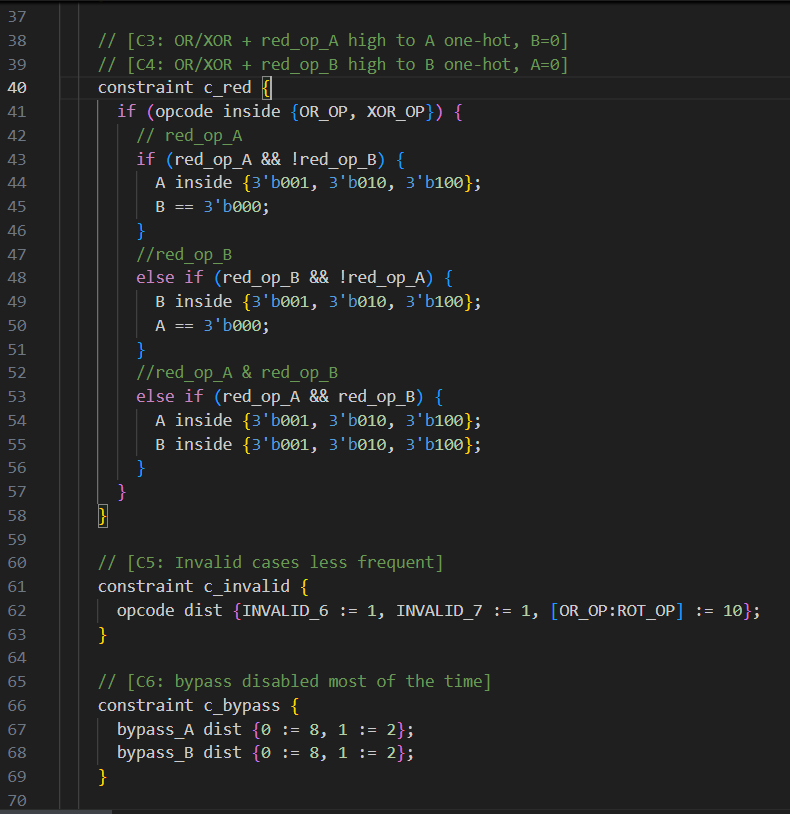 37
38 // [C3: OR/XOR + red_op_A high to A one-hot, B=0]
39 // [C4: OR/XOR + red_op_B high to B one-hot, A=0]
40 constraint c_red {
41 if (opcode inside {OR_OP, XOR_OP}) {
42 // red_op_A
43 if (red_op_A && !red_op_B) {
44 A inside {3'b001, 3'b010, 3'b100};
45 B == 3'b000;
46 }
47 //red_op_B
48 else if (red_op_B && !red_op_A) {
49 B inside {3'b001, 3'b010, 3'b100};
50 A == 3'b000;
51 }
52 //red_op_A & red_op_B
53 else if (red_op_A && red_op_B) {
54 A inside {3'b001, 3'b010, 3'b100};
55 B inside {3'b001, 3'b010, 3'b100};
56 }
57 }
58 }
59
60 // [C5: Invalid cases less frequent]
61 constraint c_invalid {
62 opcode dist {INVALID_6 := 1, INVALID_7 := 1, [OR_OP:ROT_OP] := 10};
63 }
64
65 // [C6: bypass disabled most of the time]
66 constraint c_bypass {
67 bypass_A dist {0 := 8, 1 := 2};
68 bypass_B dist {0 := 8, 1 := 2};
69 }
70